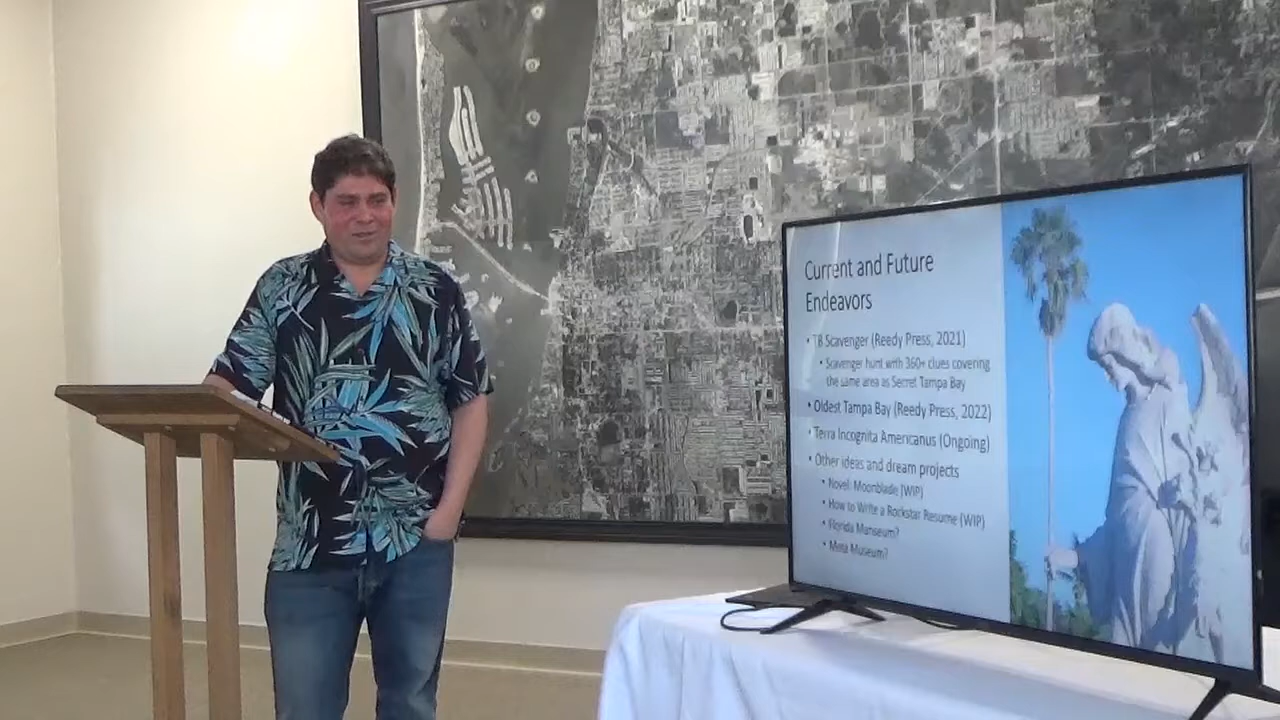 Current and Future
Endeavors
• TB Scavenger (Reedy Press, 2021)
• Scavenger hunt with 360+ clues covering
the same area as Secret Tampa Bay
• Oldest Tampa Bay (Reedy Press, 2022)
• Terra Incognita Americanus (Ongoing)
• Other ideas and dream projects
• Novel: Moonblade (WIP)
• How to Write a Rockstar Resume (WIP)
• Florida Manseum?
• Meta Museum?